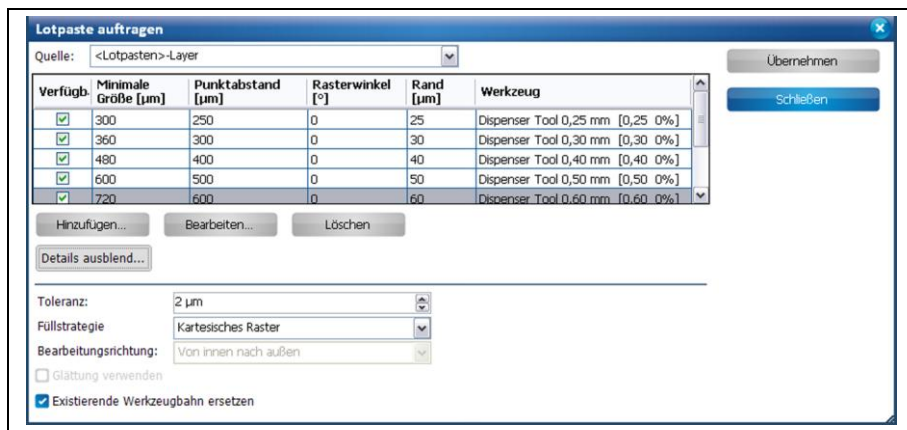 Lotpaste auftragen
Quelle: <Lotpasten>-Layer
Übernehmen
Schließen
Verfügb. Minimale Größe [µm] Punktabstand [µm] Rasterwinkel [°] Rand [µm] Werkzeug
300 250 0 25 Dispenser Tool 0,25 mm [0,25 0%]
360 300 0 30 Dispenser Tool 0,30 mm [0,30 0%]
480 400 0 40 Dispenser Tool 0,40 mm [0,40 0%]
600 500 0 50 Dispenser Tool 0,50 mm [0,50 0%]
720 600 0 60 Dispenser Tool 0,60 mm [0,60 0%]
Hinzufügen... Bearbeiten... Löschen
Details ausblend...
Toleranz: 2 µm
Füllstrategie Kartesisches Raster
Bearbeitungsrichtung: Von innen nach außen
Glättung verwenden
Existierende Werkzeugbahn ersetzen